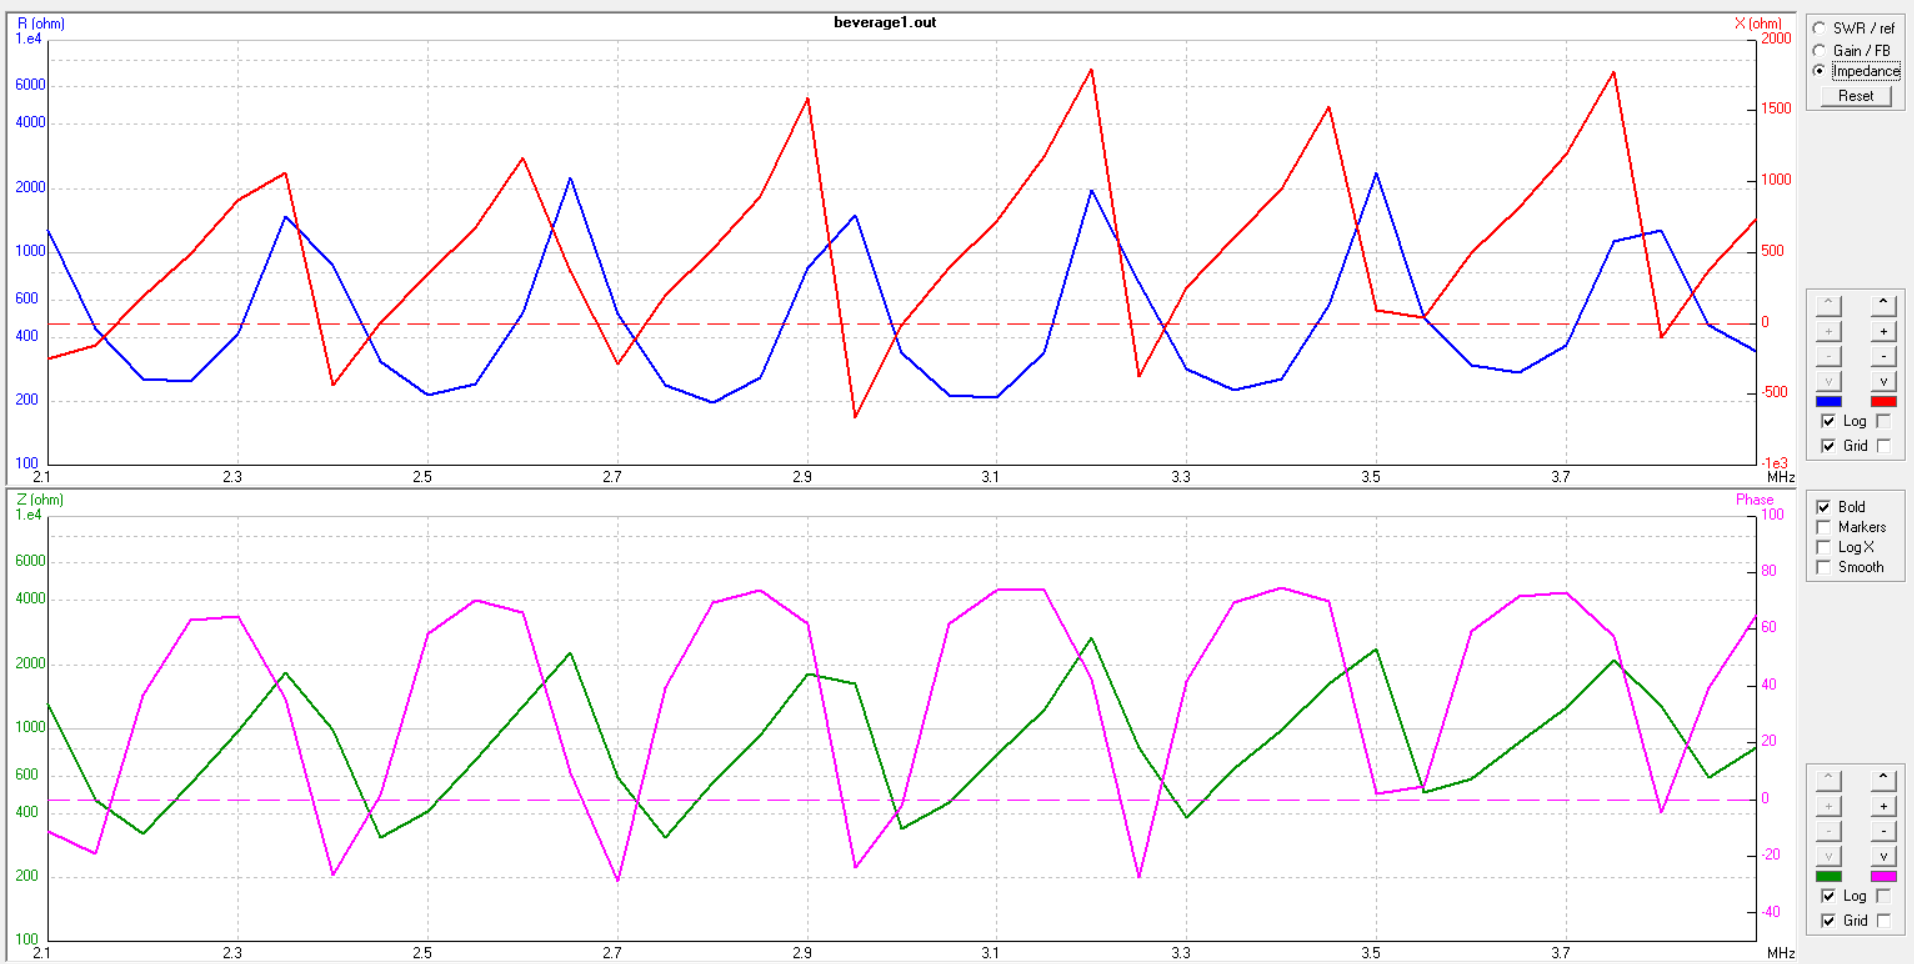 beverage1.out
R (ohm)
X (ohm)
1.e4
6000
4000
2000
1000
600
400
200
100
2000
1500
1000
500
0
-500
-1e3
2.1
2.3
2.5
2.7
2.9
3.1
3.3
3.5
3.7
MHz
SWR / ref
Gain / FB
Impedance
Reset
^ ^
+ +
- -
v v
Log
Grid
Z (ohm)
Phase
1.e4
6000
4000
2000
1000
600
400
200
100
100
80
60
40
20
0
-20
-40
2.1
2.3
2.5
2.7
2.9
3.1
3.3
3.5
3.7
MHz
Bold
Markers
Log X
Smooth
^ ^
+ +
- -
v v
Log
Grid